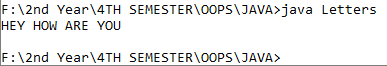 F:\2nd Year\4TH SEMESTER\OOPS\JAVA>java Letters
HEY HOW ARE YOU
F:\2nd Year\4TH SEMESTER\OOPS\JAVA>